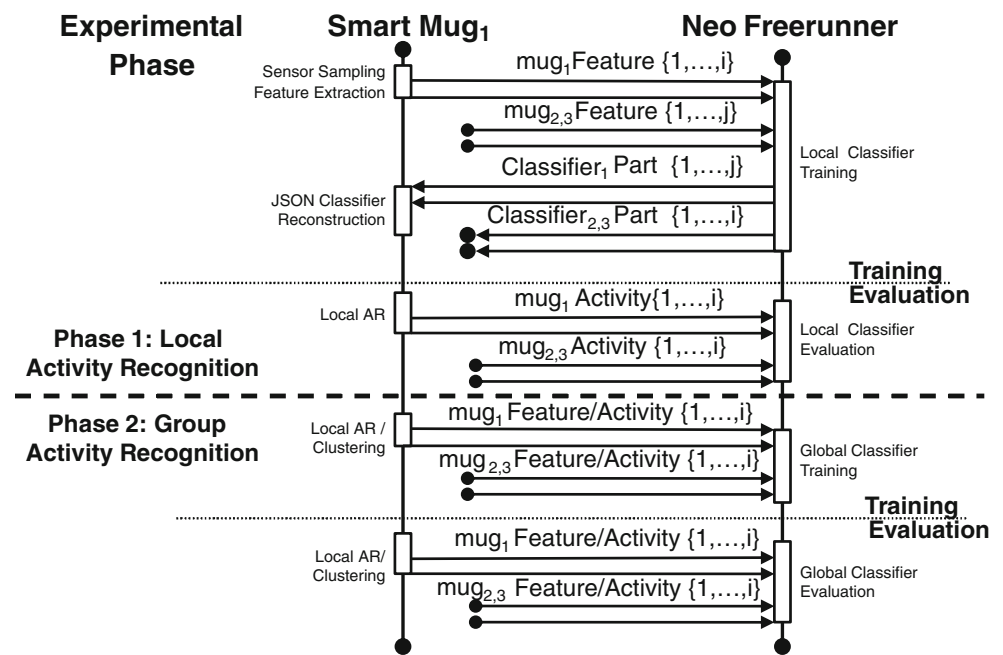 Experimental
Phase
Smart Mug₁
Neo Freerunner
Sensor Sampling
Feature Extraction
mug₁Feature {1,...,i}
mug₂,₃Feature {1,...,j}
Local Classifier
Training
Classifier₁ Part {1,...,j}
JSON Classifier
Reconstruction
Classifier₂,₃ Part {1,...,i}
Training
Evaluation
Local AR
mug₁ Activity{1,...,i}
Local Classifier
Evaluation
mug₂,₃ Activity {1,...,i}
Phase 1: Local
Activity Recognition
Phase 2: Group
Activity Recognition
Local AR /
Clustering
mug₁ Feature/Activity {1,...,i}
mug₂,₃ Feature/Activity {1,...,i}
Global Classifier
Training
Training
Evaluation
Local AR/
Clustering
mug₁ Feature/Activity {1,...,i}
mug₂,₃ Feature/Activity {1,...,i}
Global Classifier
Evaluation